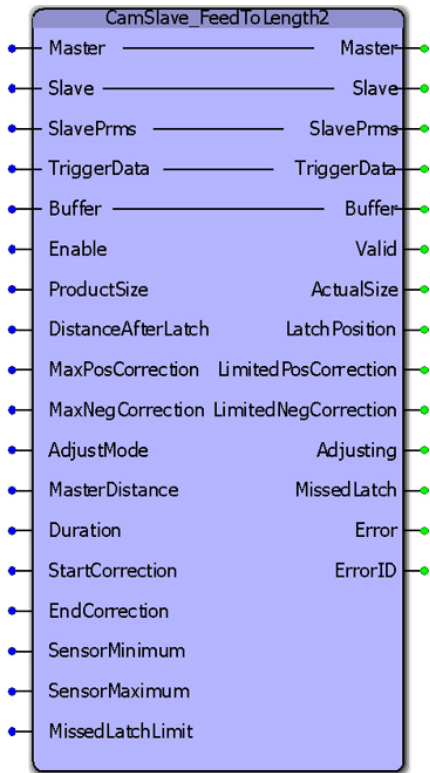 CamSlave_FeedToLength2
Master Master
Slave Slave
SlavePrms SlavePrms
TriggerData TriggerData
Buffer Buffer
Enable Valid
ProductSize ActualSize
DistanceAfterLatch LatchPosition
MaxPosCorrection LimitedPosCorrection
MaxNegCorrection LimitedNegCorrection
AdjustMode Adjusting
MasterDistance MissedLatch
Duration Error
StartCorrection ErrorID
EndCorrection
SensorMinimum
SensorMaximum
MissedLatchLimit